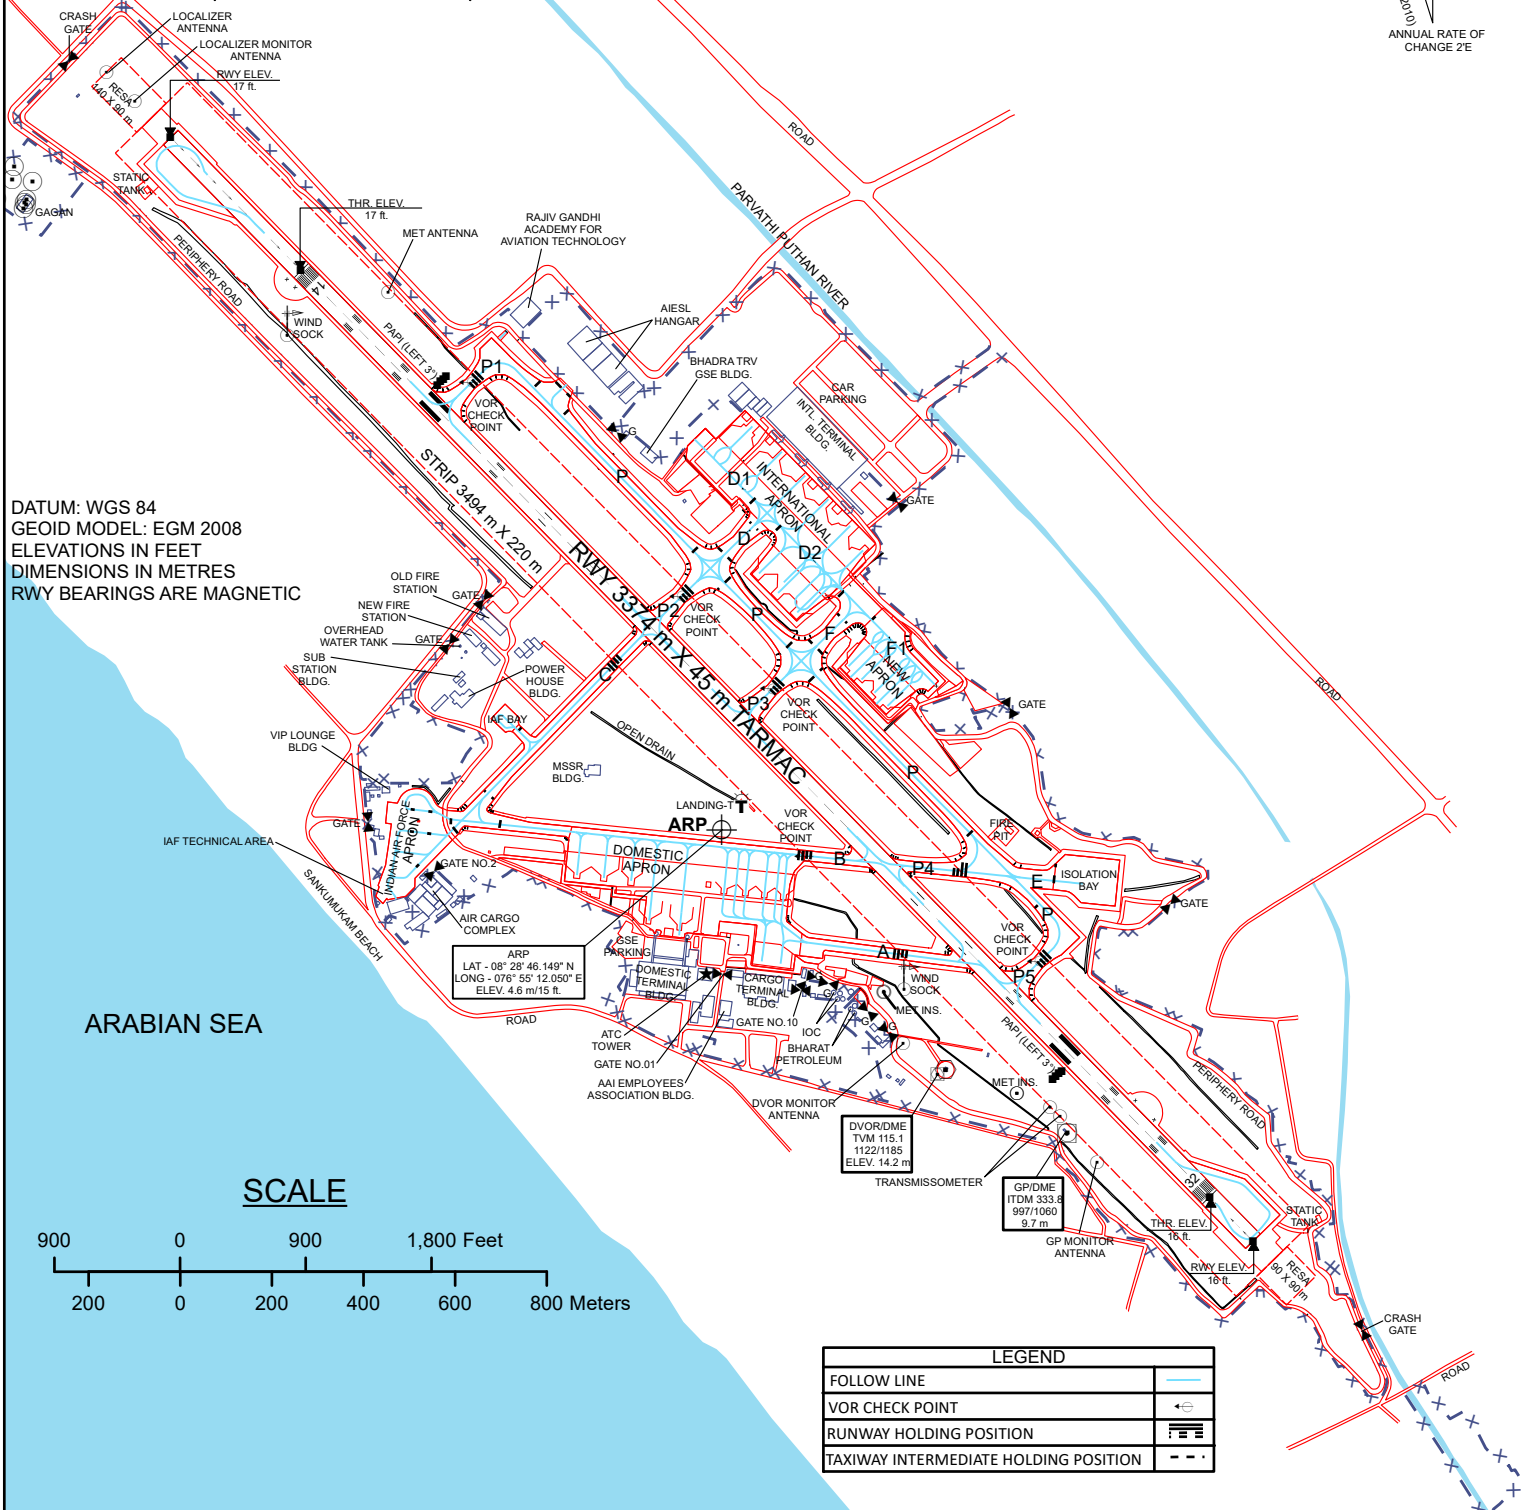 CRASH
GATE
LOCALIZER
ANTENNA
LOCALIZER MONITOR
ANTENNA
RWY ELEV.
17 ft.
RESA
140 X 90 m
2010)
ANNUAL RATE OF
CHANGE 2'E
STATIC
TANK
GAGAN
THR. ELEV.
17 ft.
MET ANTENNA
RAJIV GANDHI
ACADEMY FOR
AVIATION TECHNOLOGY
ROAD
PARVATHI PUTHAN RIVER
PERIPHERY ROAD
14
WIND
SOCK
PAPI (LEFT 3°)
P1
VOR
CHECK
POINT
AIESL
HANGAR
BHADRA TRV
GSE BLDG.
CAR
PARKING
INTL. TERMINAL
BLDG.
G
P
D1
INTERNATIONAL
APRON
GATE
STRIP 3494 m X 220 m
D
D2
DATUM: WGS 84
GEOID MODEL: EGM 2008
ELEVATIONS IN FEET
DIMENSIONS IN METRES
RWY BEARINGS ARE MAGNETIC
RWY 3374 m X 45 m TARMAC
OLD FIRE
STATION
GATE
NEW FIRE
STATION
OVERHEAD
WATER TANK
GATE
SUB
STATION
BLDG.
POWER
HOUSE
BLDG.
P2
VOR
CHECK
POINT
P
F
F1
NEW
APRON
C
P3
VOR
CHECK
POINT
GATE
ROAD
IAF BAY
OPEN DRAIN
VIP LOUNGE
BLDG
MSSR
BLDG.
P
LANDING-T
ARP
VOR
CHECK
POINT
FIRE
PIT
GATE
INDIAN AIR FORCE
APRON
IAF TECHNICAL AREA
GATE NO.2
DOMESTIC
APRON
B
P4
E
ISOLATION
BAY
GATE
SANKUMUKAM BEACH
AIR CARGO
COMPLEX
P
VOR
CHECK
POINT
A
P5
ARP
LAT - 08° 28' 46.149" N
LONG - 076° 55' 12.050" E
ELEV. 4.6 m/15 ft.
GSE
PARKING
DOMESTIC
TERMINAL
BLDG.
CARGO
TERMINAL
BLDG.
G
G
G
G
G
WIND
SOCK
MET INS.
ARABIAN SEA
ROAD
ATC
TOWER
GATE NO.10
IOC
BHARAT
PETROLEUM
GATE NO.01
AAI EMPLOYEES
ASSOCIATION BLDG.
DVOR MONITOR
ANTENNA
MET INS.
PAPI (LEFT 3°)
PERIPHERY ROAD
DVOR/DME
TVM 115.1
1122/1185
ELEV. 14.2 m
TRANSMISSOMETER
GP/DME
ITDM 333.8
997/1060
9.7 m
GP MONITOR
ANTENNA
32
THR. ELEV.
16 ft.
STATIC
TANK
RWY ELEV.
16 ft.
RESA
90 X 90 m
CRASH
GATE
ROAD
SCALE
900 0 900 1,800 Feet
200 0 200 400 600 800 Meters
LEGEND
FOLLOW LINE
VOR CHECK POINT
RUNWAY HOLDING POSITION
TAXIWAY INTERMEDIATE HOLDING POSITION